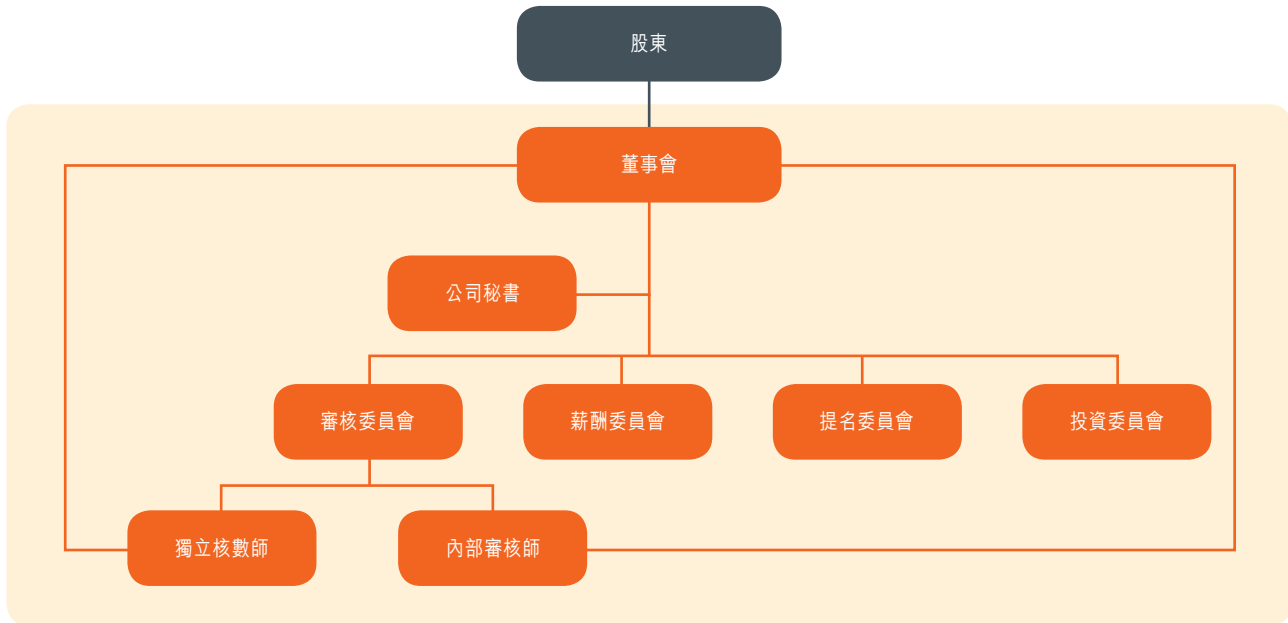 股東
董事會
公司秘書
審核委員會
薪酬委員會
提名委員會
投資委員會
獨立核數師
內部審核師